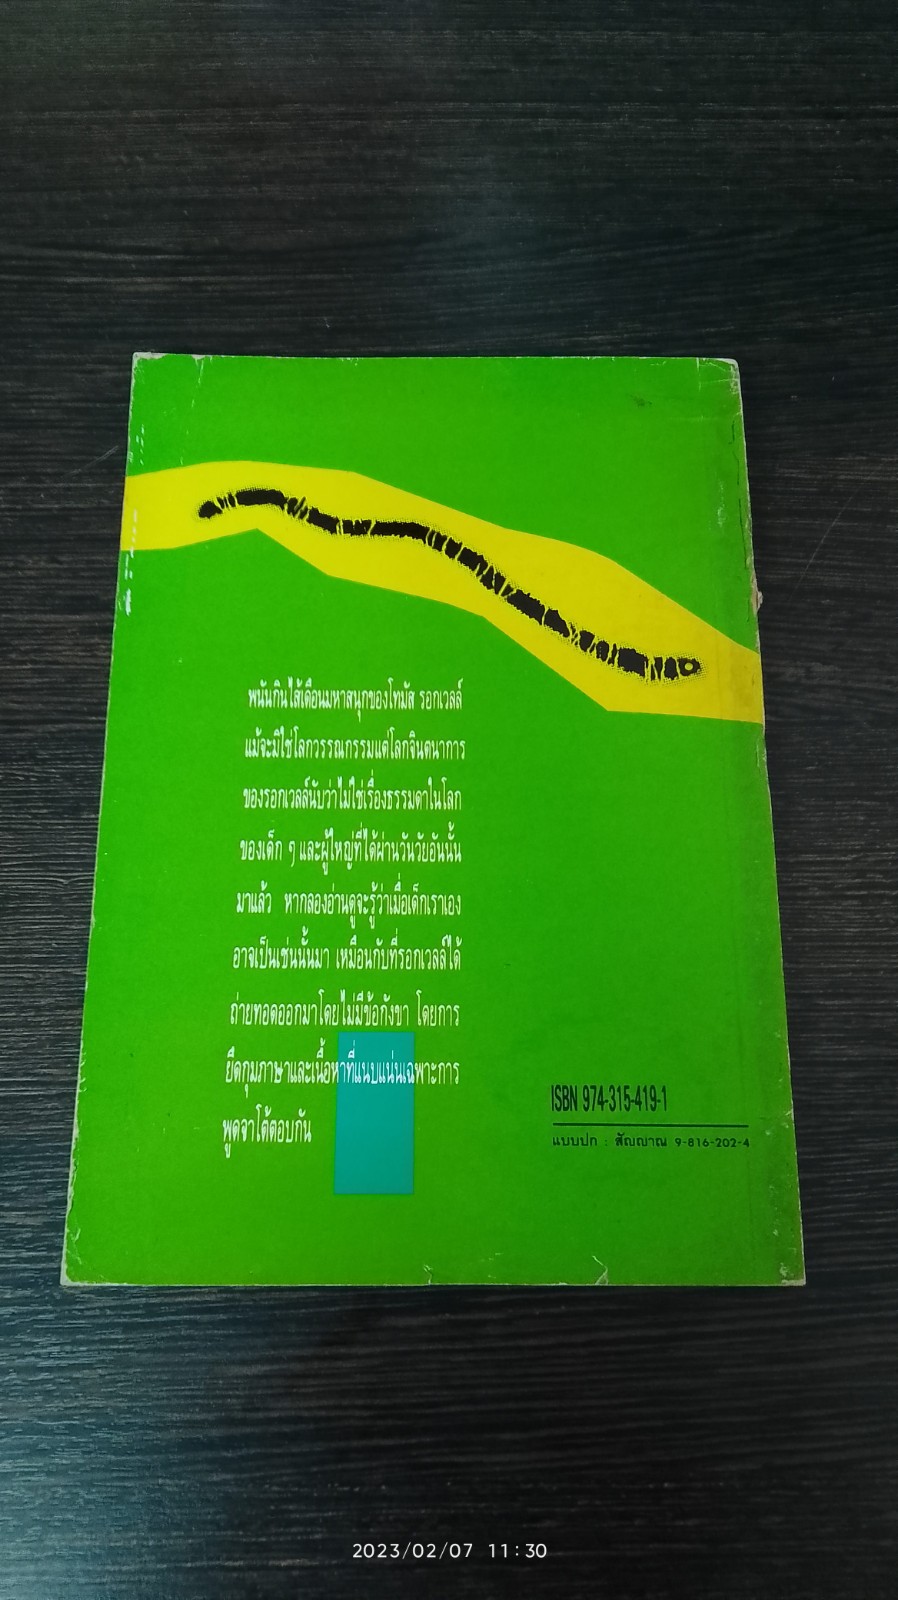 พนันกินไส้เดือนมหาสนุกของโทมัส รอกเวลล์
แม้จะมิใช่โลกวรรณกรรมแต่โลกจินตนาการ
ของรอกเวลล์นับว่าไม่ใช่เรื่องธรรมดาในโลก
ของเด็ก ๆ และผู้ใหญ่ที่ได้ผ่านวันวัยอันนั้น
มาแล้ว หากลองอ่านดูจะรู้ว่าเมื่อเด็กเราเอง
อาจเป็นเช่นนั้นมา เหมือนกับที่รอกเวลล์ได้
ถ่ายทอดออกมาโดยไม่มีข้อกังขา โดยการ
ยึดกุมภาษาและเนื้อหาที่แนบแน่นเฉพาะการ
พูดจาโต้ตอบกัน
ISBN 974-315-419-1
แบบปก : สัญญาณ 9-816-202-4
2023/02/07 11:30